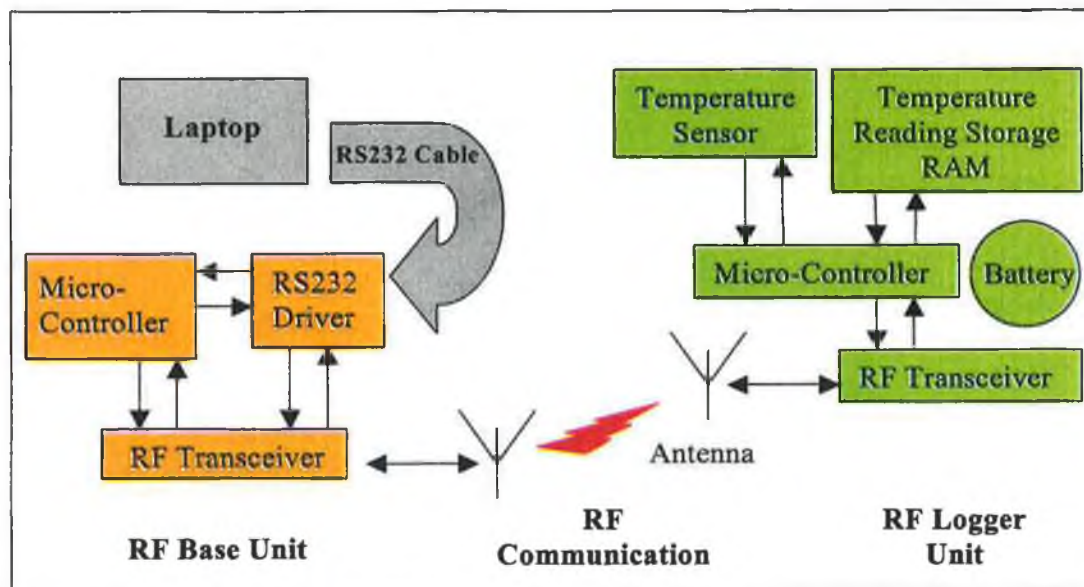 Laptop
RS232 Cable
Micro-
Controller
RS232
Driver
RF Transceiver
RF Base Unit
Temperature
Sensor
Temperature
Reading Storage
RAM
Micro-Controller
Battery
RF Transceiver
Antenna
RF
Communication
RF Logger
Unit